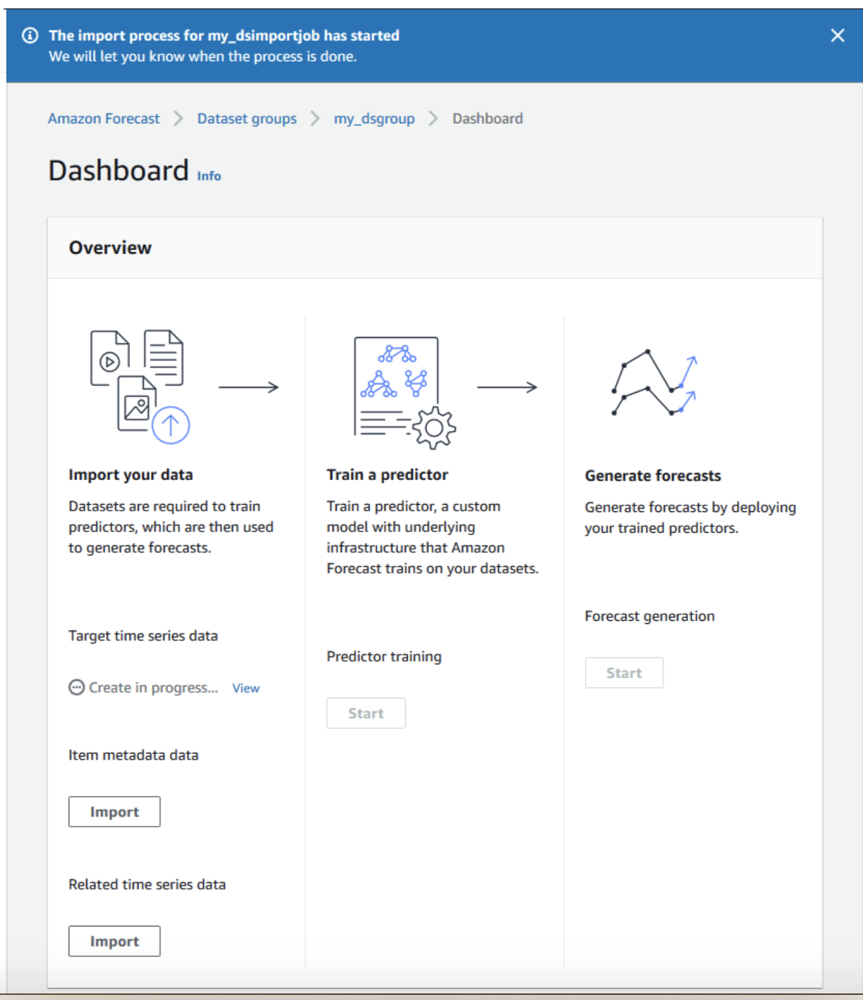 The import process for my_dsimportjob has started
We will let you know when the process is done.
Amazon Forecast > Dataset groups > my_dsgroup > Dashboard
Dashboard Info
Overview
Import your data
Datasets are required to train
predictors, which are then used
to generate forecasts.
Target time series data
Create in progress... View
Item metadata data
Import
Related time series data
Import
Train a predictor
Train a predictor, a custom
model with underlying
infrastructure that Amazon
Forecast trains on your datasets.
Predictor training
Start
Generate forecasts
Generate forecasts by deploying
your trained predictors.
Forecast generation
Start